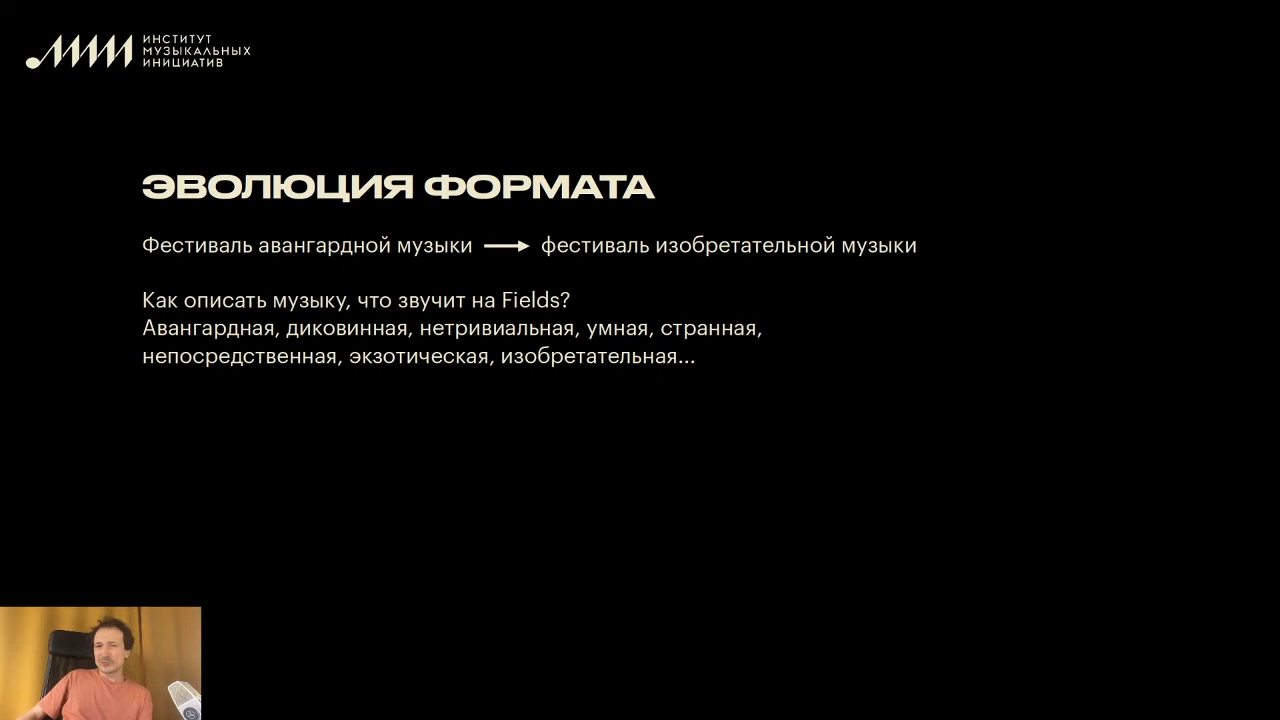 ИНСТИТУТ
МУЗЫКАЛЬНЫХ
ИНИЦИАТИВ
ЭВОЛЮЦИЯ ФОРМАТА
Фестиваль авангардной музыки → фестиваль изобретательной музыки
Как описать музыку, что звучит на Fields?
Авангардная, диковинная, нетривиальная, умная, странная,
непосредственная, экзотическая, изобретательная...